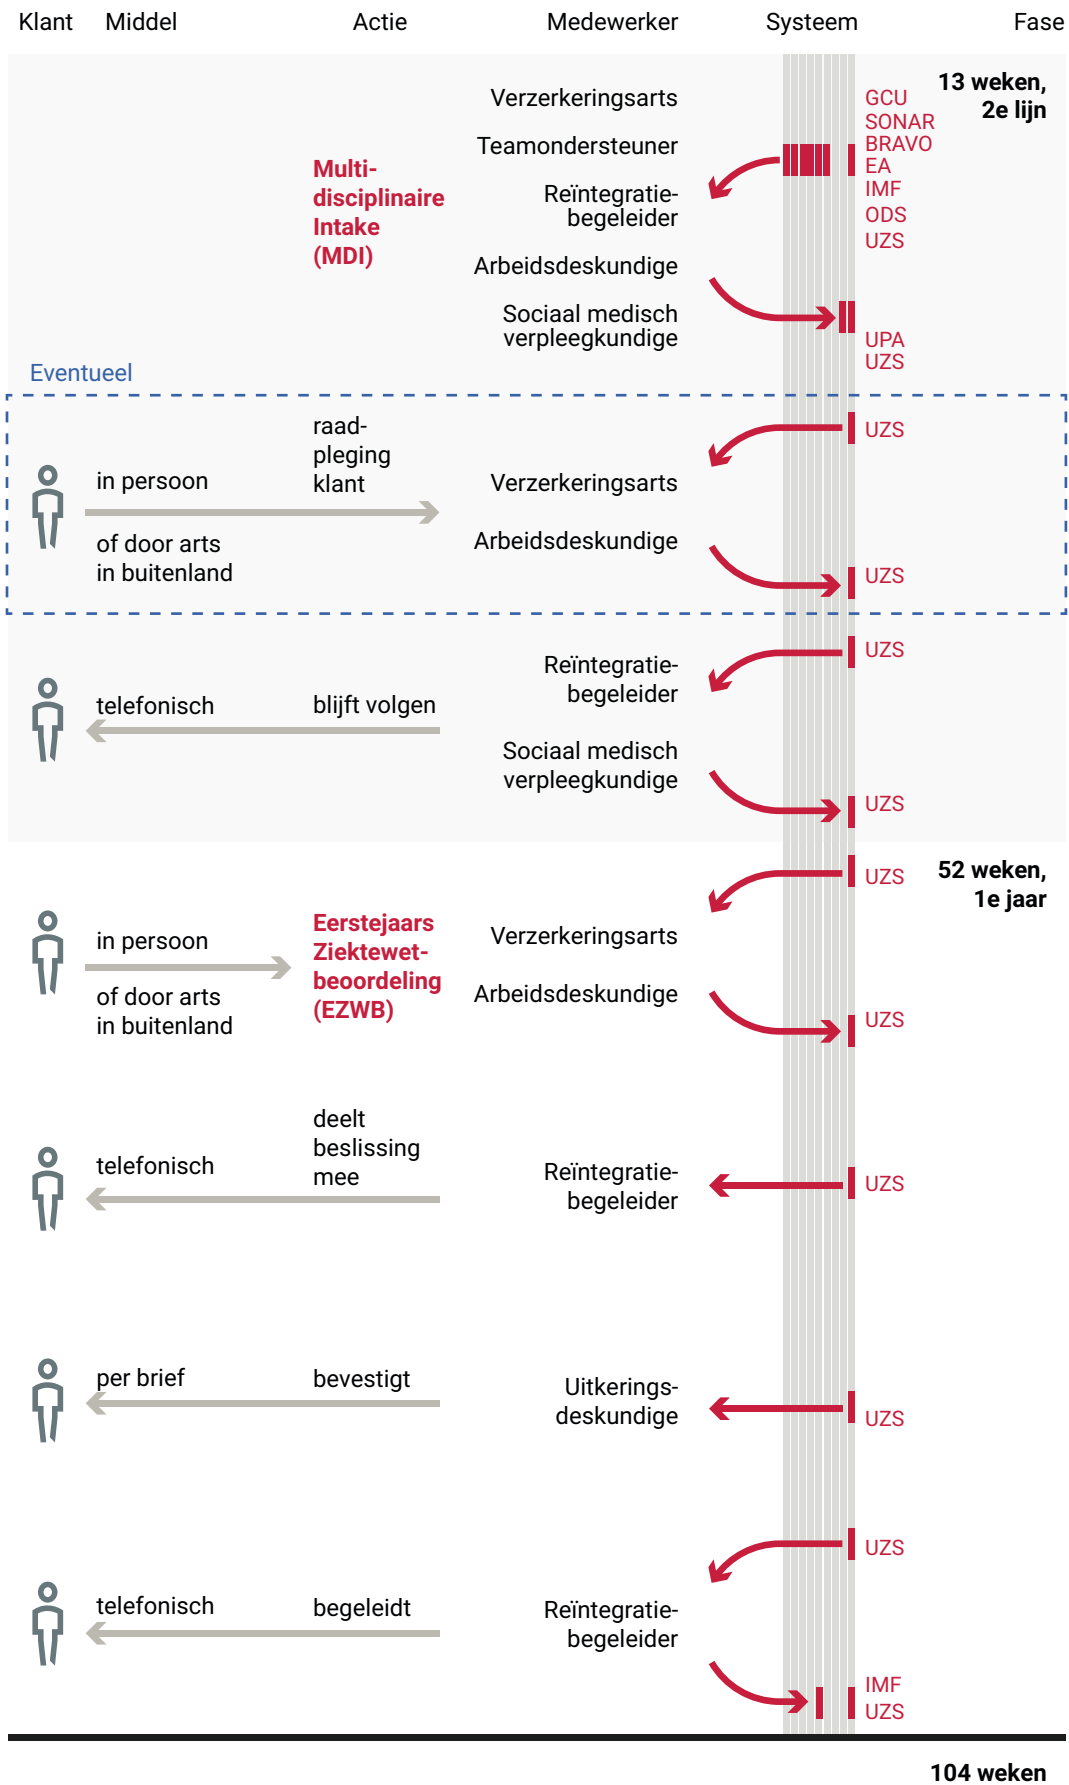 Klant Middel Actie Medewerker Systeem Fase
13 weken,
2e lijn
Verzerkeringsarts
Teamondersteuner
Reïntegratie-
begeleider
Arbeidsdeskundige
Sociaal medisch
verpleegkundige
Multi-
disciplinaire
Intake
(MDI)
GCU
SONAR
BRAVO
EA
IMF
ODS
UZS
UPA
UZS
Eventueel
in persoon
of door arts
in buitenland
raad-
pleging
klant
Verzerkeringsarts
Arbeidsdeskundige
UZS
UZS
telefonisch
blijft volgen
Reïntegratie-
begeleider
Sociaal medisch
verpleegkundige
UZS
UZS
52 weken,
1e jaar
in persoon
of door arts
in buitenland
Eerstejaars
Ziektewet-
beoordeling
(EZWB)
Verzerkeringsarts
Arbeidsdeskundige
UZS
UZS
telefonisch
deelt
beslissing
mee
Reïntegratie-
begeleider
UZS
per brief
bevestigt
Uitkerings-
deskundige
UZS
telefonisch
begeleidt
Reïntegratie-
begeleider
UZS
IMF
UZS
104 weken